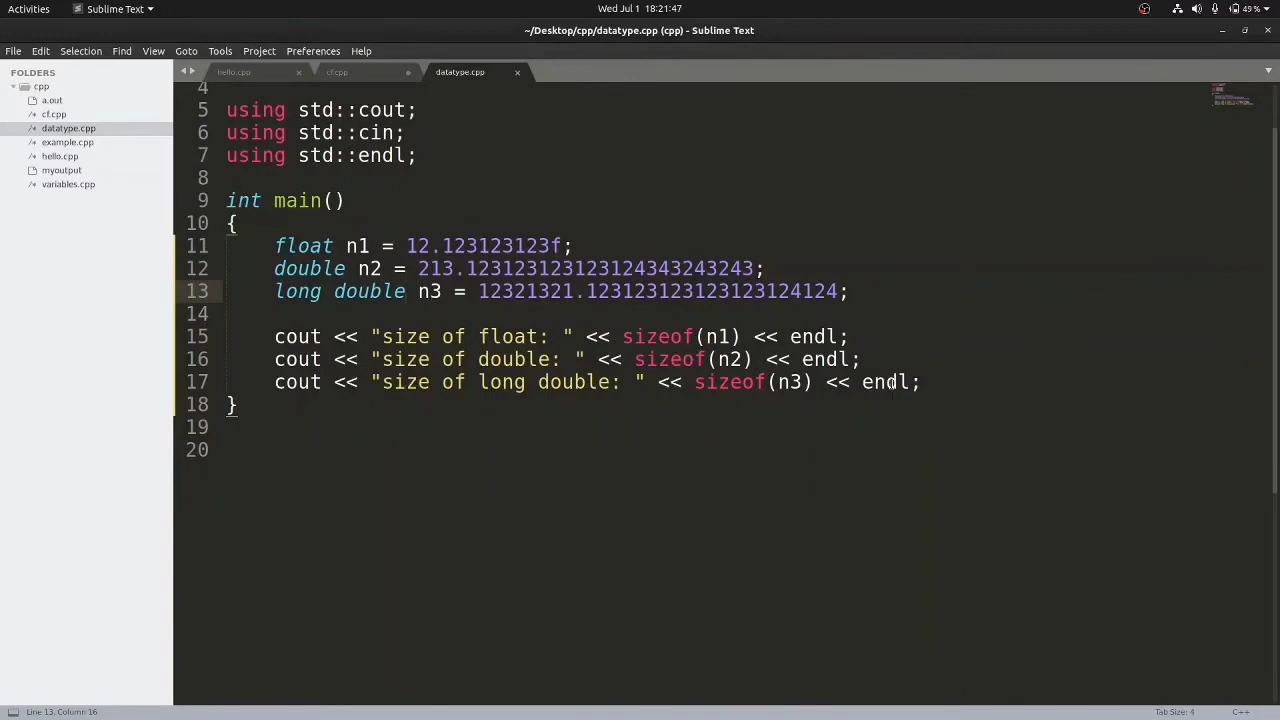 Activities Sublime Text Wed Jul 1 18:21:47 49%
~/Desktop/cpp/datatype.cpp (cpp) - Sublime Text
File Edit Selection Find View Goto Tools Project Preferences Help
FOLDERS
cpp
a.out
cf.cpp
datatype.cpp
example.cpp
hello.cpp
myoutput
variables.cpp
hello.cpp cf.cpp datatype.cpp
4
5 using std::cout;
6 using std::cin;
7 using std::endl;
8
9 int main()
10 {
11 float n1 = 12.123123123f;
12 double n2 = 213.123123123123124343243243;
13 long double n3 = 12321321.123123123123123124124;
14
15 cout << "size of float: " << sizeof(n1) << endl;
16 cout << "size of double: " << sizeof(n2) << endl;
17 cout << "size of long double: " << sizeof(n3) << endl;
18 }
19
20
Line 13, Column 16 Tab Size: 4 C++